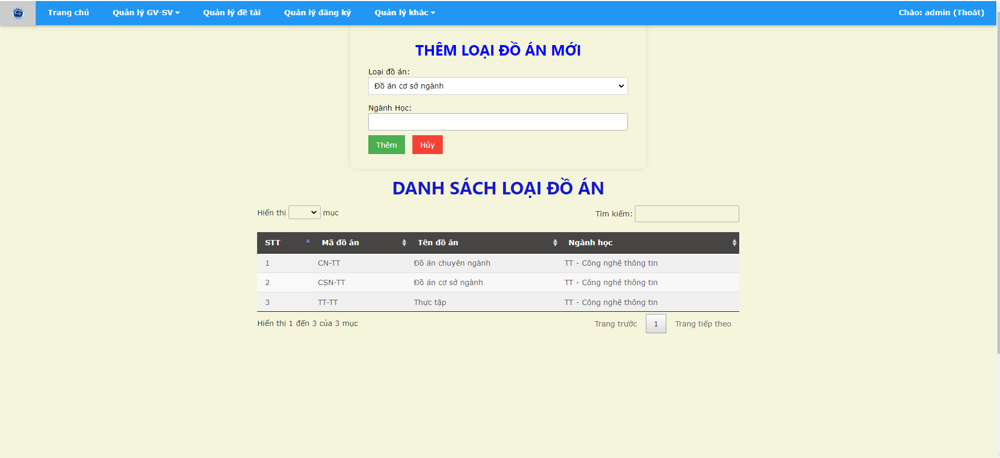 Trang chủ Quản lý GV-SV Quản lý đề tài Quản lý đăng ký Quản lý khác Chào: admin (Thoát)
THÊM LOẠI ĐỒ ÁN MỚI
Loại đồ án:
Đồ án cơ sở ngành
Ngành Học:
Thêm Hủy
DANH SÁCH LOẠI ĐỒ ÁN
Hiển thị mục Tìm kiếm:
STT Mã đồ án Tên đồ án Ngành học
1 CN-TT Đồ án chuyên ngành TT - Công nghệ thông tin
2 CSN-TT Đồ án cơ sở ngành TT - Công nghệ thông tin
3 TT-TT Thực tập TT - Công nghệ thông tin
Hiển thị 1 đến 3 của 3 mục Trang trước 1 Trang tiếp theo